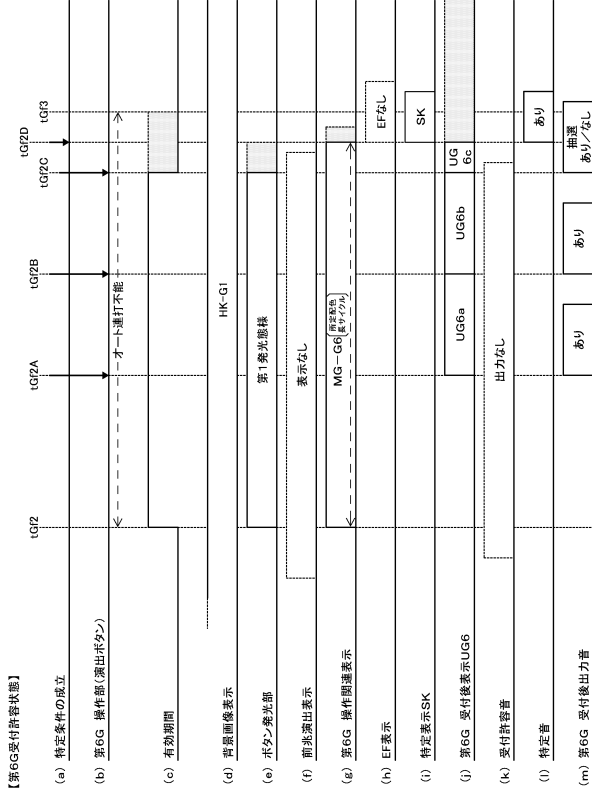 【第6G受付許容状態】
tGf2
tGf2A
tGf2B
tGf2C
tGf2D
tGf3
(a) 特定条件の成立
(b) 第6G 操作部(演出ボタン)
オート連打不能
(c) 有効期間
(d) 背景画像表示
HK-G1
(e) ボタン発光部
第1発光態様
(f) 前兆演出表示
表示なし
(g) 第6G 操作関連表示
MG-G6
所定配色
長サイクル
(h) EF表示
EFなし
(i) 特定表示SK
SK
(j) 第6G 受付後表示UG6
UG6a
UG6b
UG
6c
(k) 受付許容音
出力なし
(l) 特定音
あり
(m) 第6G 受付後出力音
あり
あり
抽選
あり/なし